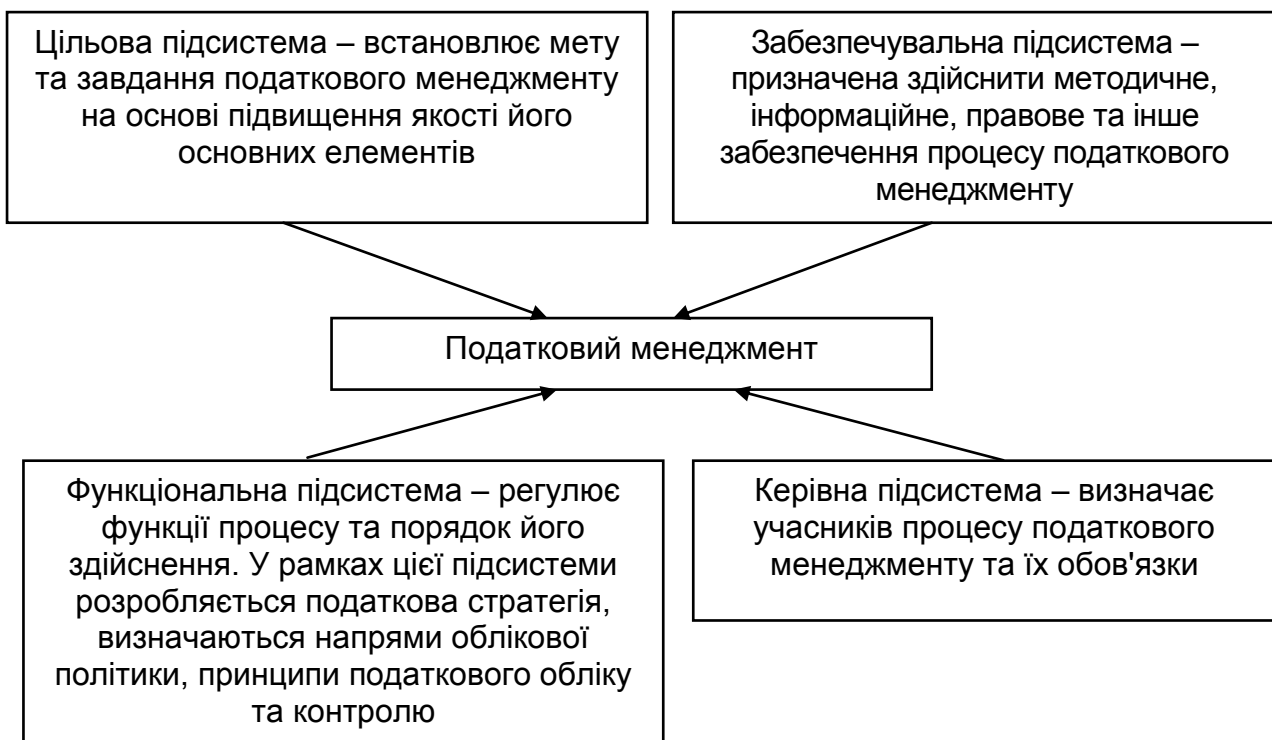 Цільова підсистема – встановлює мету
та завдання податкового менеджменту
на основі підвищення якості його
основних елементів
Забезпечувальна підсистема –
призначена здійснити методичне,
інформаційне, правове та інше
забезпечення процесу податкового
менеджменту
Податковий менеджмент
Функціональна підсистема – регулює
функції процесу та порядок його
здійснення. У рамках цієї підсистеми
розробляється податкова стратегія,
визначаються напрями облікової
політики, принципи податкового обліку
та контролю
Керівна підсистема – визначає
учасників процесу податкового
менеджменту та їх обов'язки